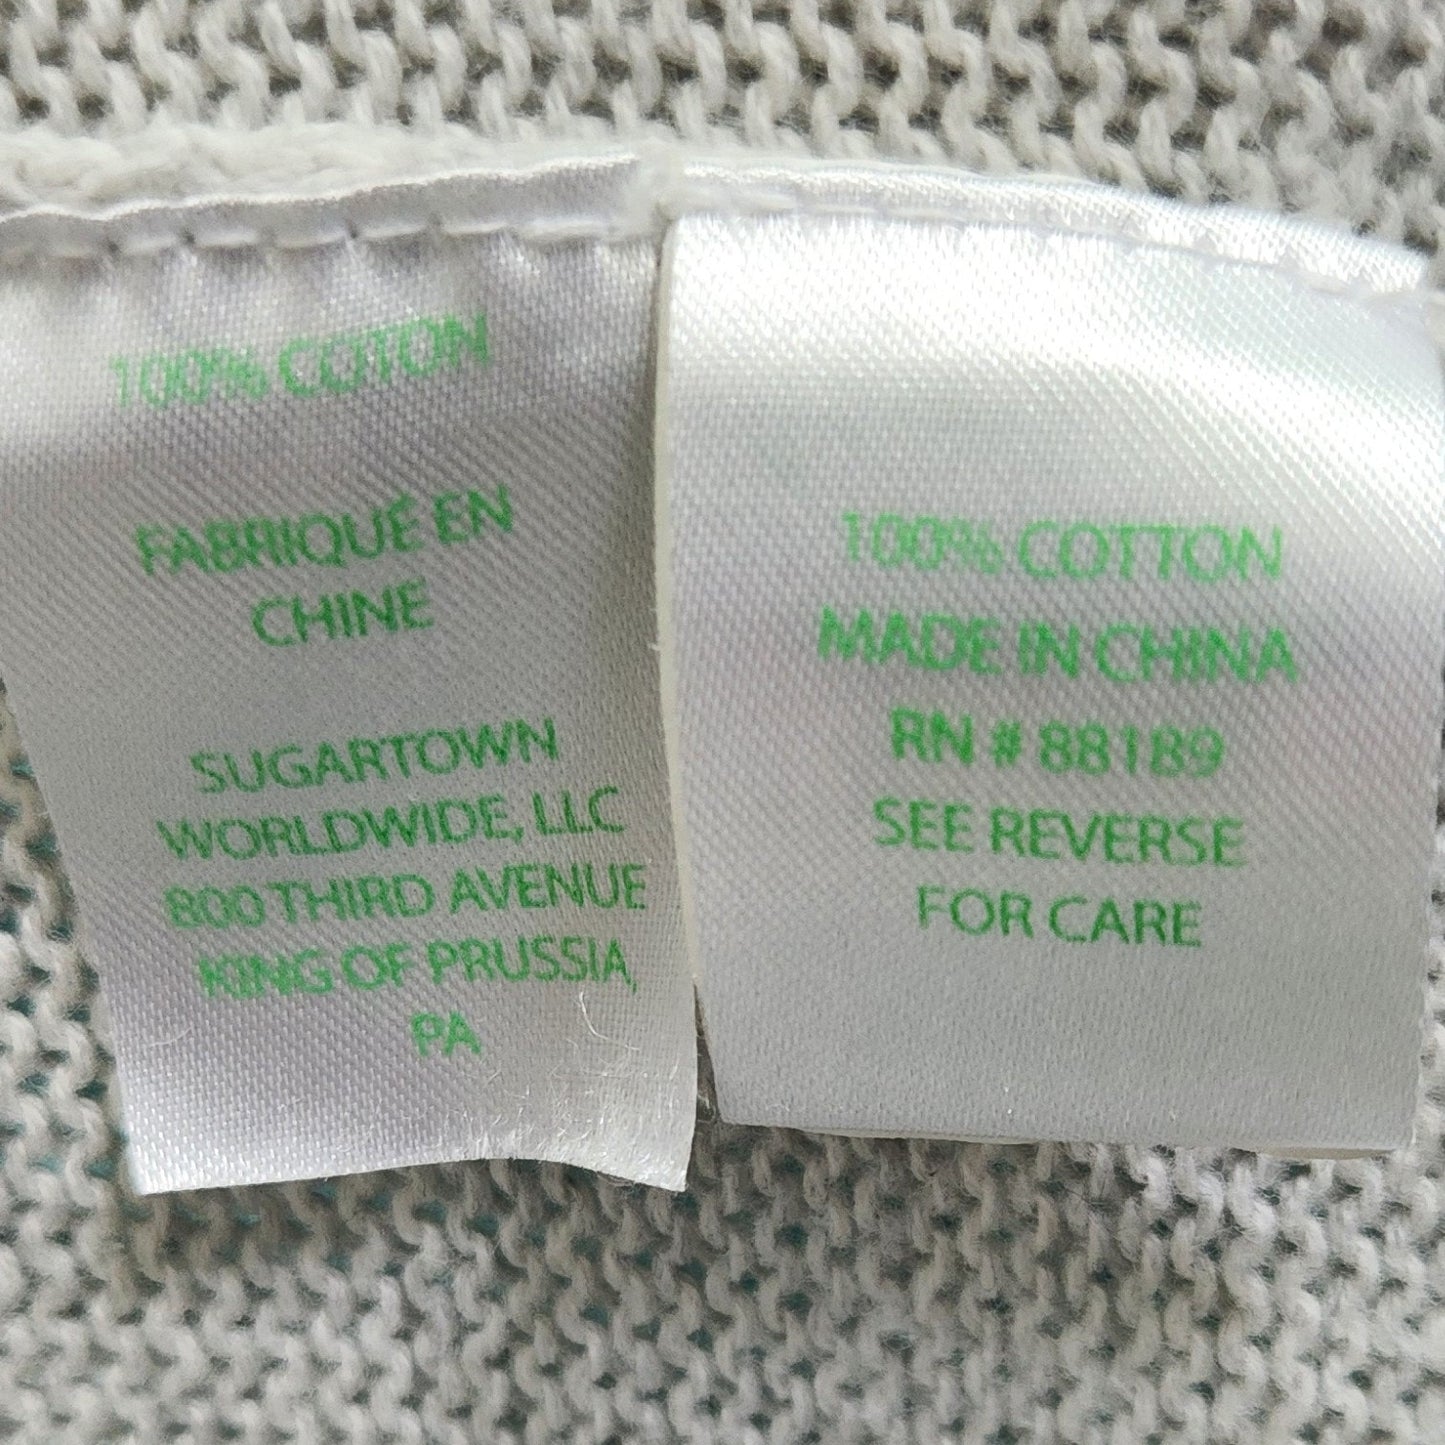 100% COTON
FABRIQUÉ EN
CHINE
SUGARTOWN
WORLDWIDE, LLC
800 THIRD AVENUE
KING OF PRUSSIA,
PA
100% COTTON
MADE IN CHINA
RN # 88189
SEE REVERSE
FOR CARE